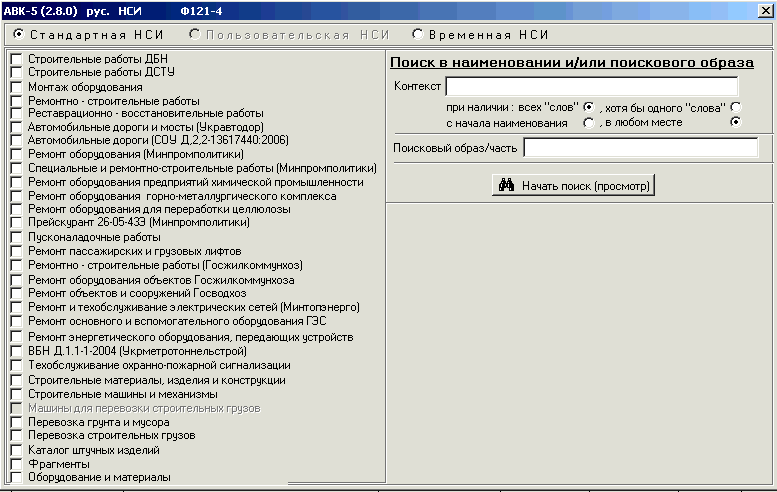 АВК-5 (2.8.0) рус. НСИ Ф121-4
Стандартная НСИ Пользовательская НСИ Временная НСИ
Строительные работы ДБН
Строительные работы ДСТУ
Монтаж оборудования
Ремонтно - строительные работы
Реставрационно - восстановительные работы
Автомобильные дороги и мосты (Укравтодор)
Автомобильные дороги (СОУ Д,2,2-13617440:2006)
Ремонт оборудования (Минпромполитики)
Специальные и ремонтно-строительные работы (Минпромполитики)
Ремонт оборудования предприятий химической промышленности
Ремонт оборудования горно-металлургического комплекса
Ремонт оборудования для переработки целлюлозы
Прейскурант 26-05-43Э (Минпромполитики)
Пусконаладочные работы
Ремонт пассажирских и грузовых лифтов
Ремонтно - строительные работы (Госжилкоммунхоз)
Ремонт оборудования объектов Госжилкоммунхоза
Ремонт объектов и сооружений Госводхоз
Ремонт и техобслуживание электрических сетей (Минтопэнерго)
Ремонт основного и вспомогательного оборудования ГЭС
Ремонт энергетического оборудования, передающих устройств
ВБН Д.1.1-1-2004 (Укрметротоннельстрой)
Техобслуживание охранно-пожарной сигнализации
Строительные материалы, изделия и конструкции
Строительные машины и механизмы
Машины для перевозки строительных грузов
Перевозка грунта и мусора
Перевозка строительных грузов
Каталог штучных изделий
Фрагменты
Оборудование и материалы
Поиск в наименовании и/или поискового образа
Контекст
при наличии : всех "слов" , хотя бы одного "слова"
с начала наименования , в любом месте
Поисковый образ/часть
Начать поиск (просмотр)